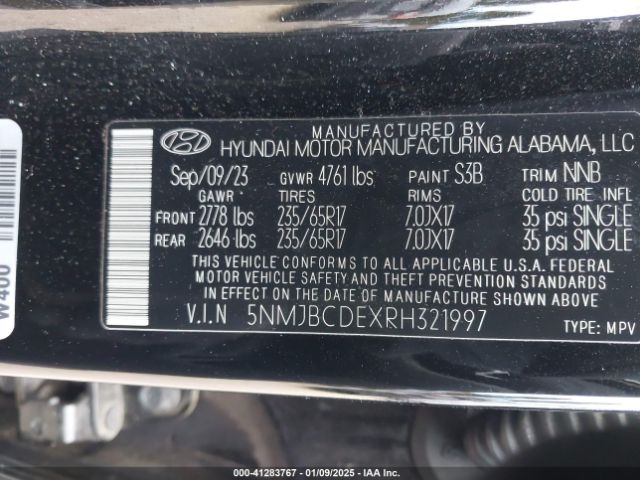 MANUFACTURED BY
HYUNDAI MOTOR MANUFACTURING ALABAMA, LLC
Sep/09/23 GVWR 4761 lbs PAINT S3B TRIM NNB
GAWR TIRES RIMS COLD TIRE INFL
FRONT 2778 lbs 235/65R17 7.0JX17 35 psi SINGLE
REAR 2646 lbs 235/65R17 7.0JX17 35 psi SINGLE
THIS VEHICLE CONFORMS TO ALL APPLICABLE U.S.A. FEDERAL
MOTOR VEHICLE SAFETY AND THEFT PREVENTION STANDARDS
IN EFFECT ON THE DATE OF MANUFACTURE SHOWN ABOVE.
V.I.N 5NMJBCDEXRH321997 TYPE: MPV
W400
000-41283767 - 01/09/2025 - IAAI, Inc.